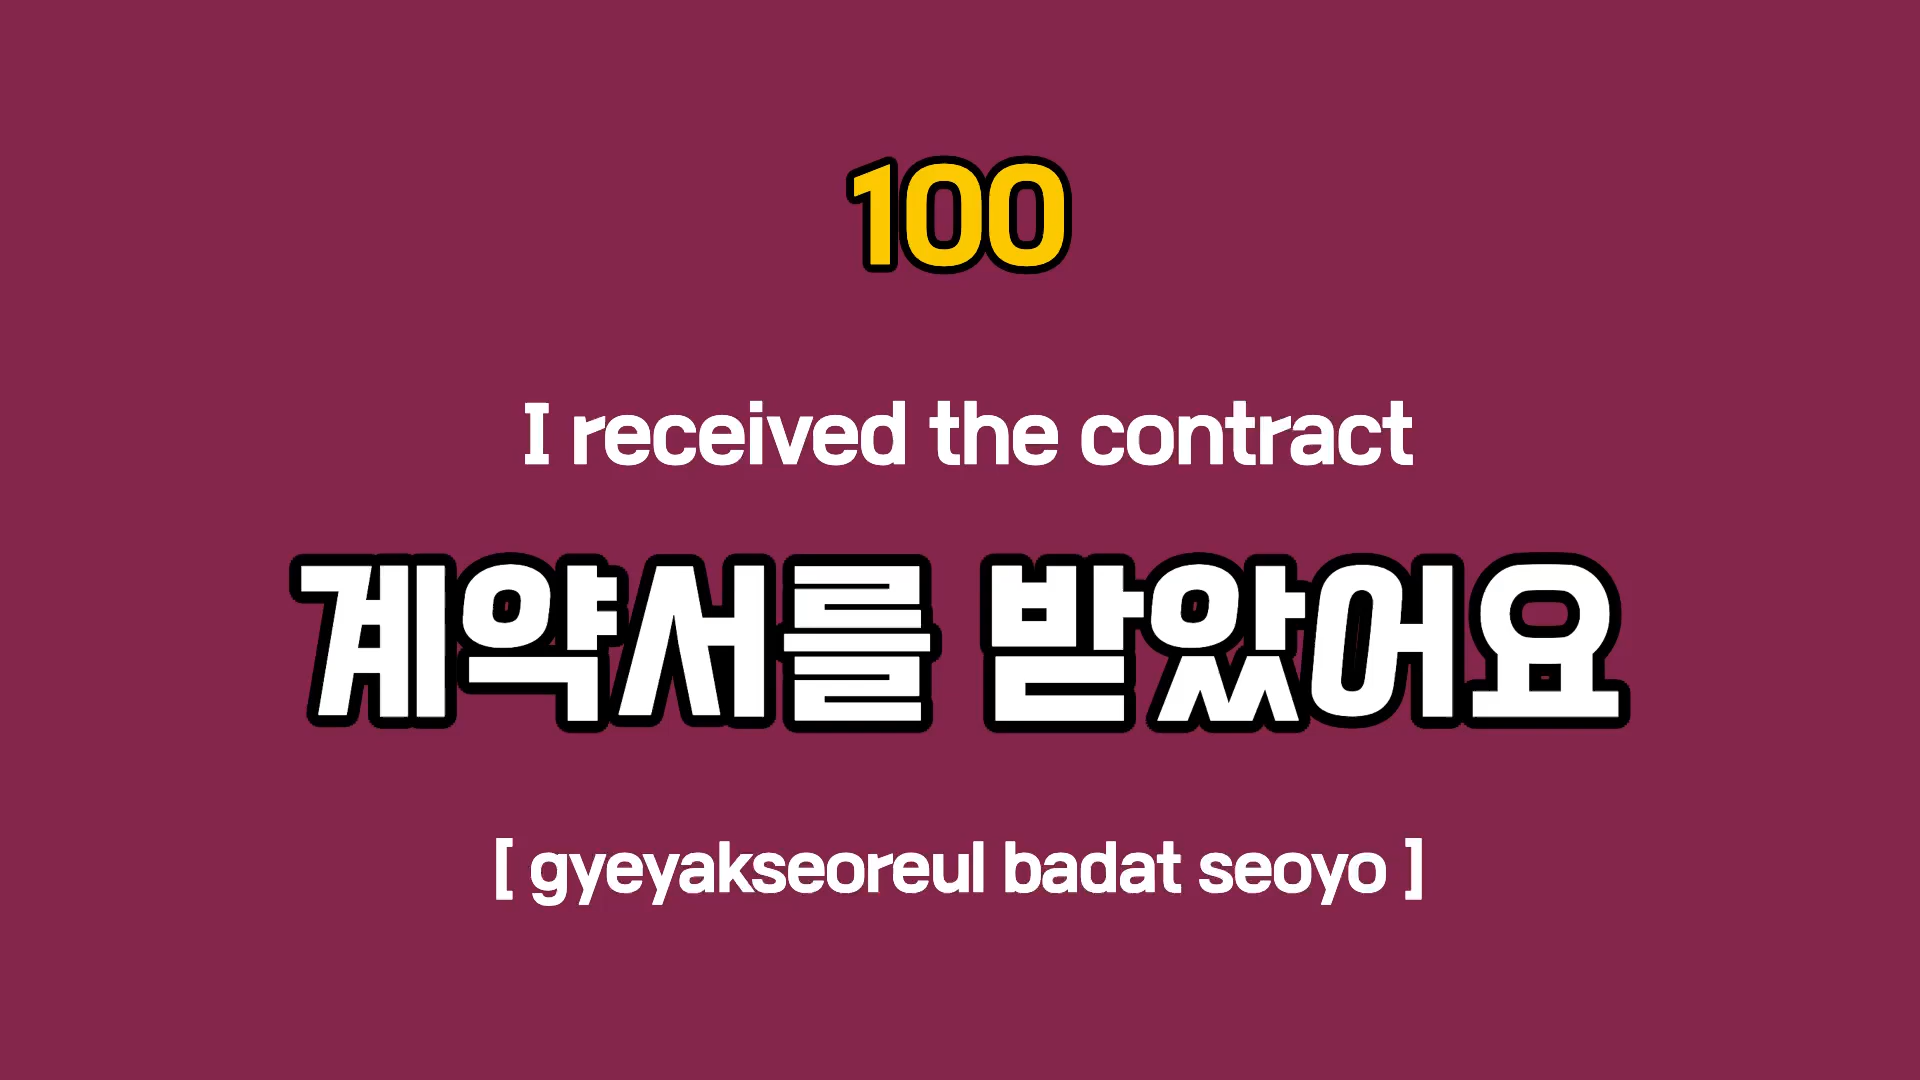 100
I received the contract
계약서를 받았어요
[ gyeyakseoreul badat seoyo ]